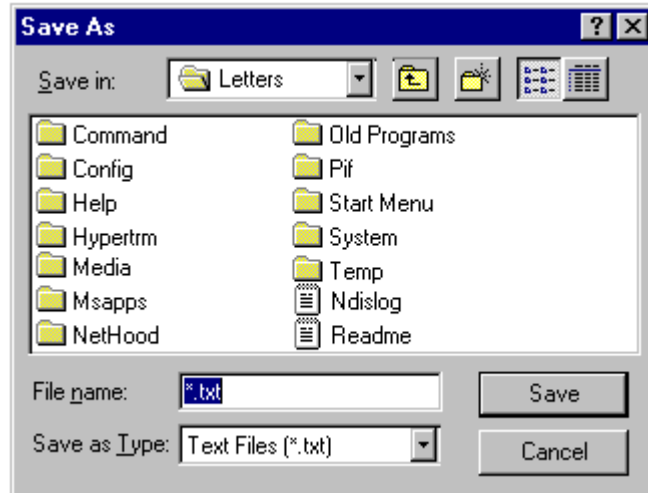 Save As
Save in: Letters
Command Old Programs
Config Pif
Help Start Menu
Hypertrm System
Media Temp
Msapps Ndislog
NetHood Readme
File name: *.txt Save
Save as Type: Text Files (*.txt) Cancel